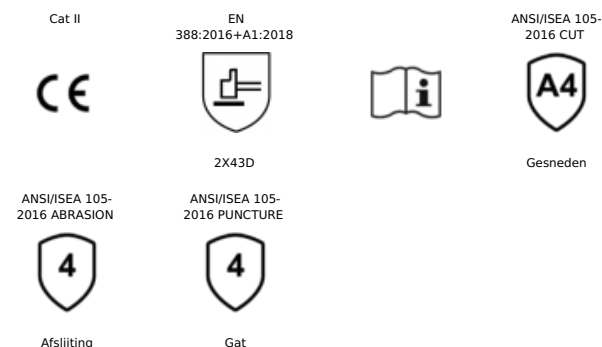 Cat II
EN
388:2016+A1:2018
ANSI/ISEA 105-
2016 CUT
CE
i
A4
2X43D
Gesneden
ANSI/ISEA 105-
2016 ABRASION
ANSI/ISEA 105-
2016 PUNCTURE
4
4
Afslijting
Gat